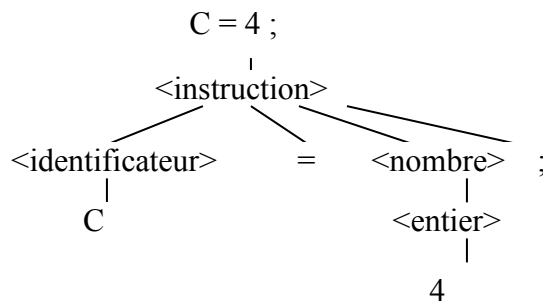 C = 4 ;
<instruction>
<identificateur> = <nombre> ;
C <entier>
4